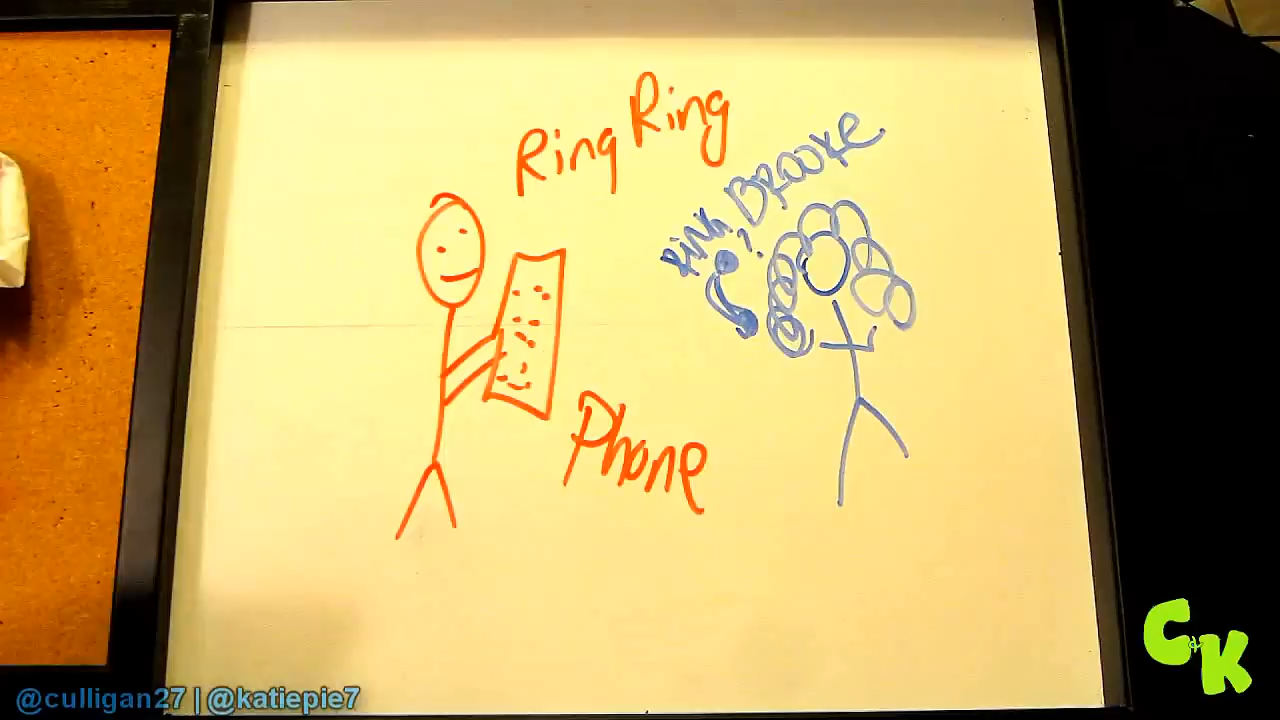 Ring Ring
RING, BROOKE
?
Phone
C&K
@culligan27 | @katiepie7